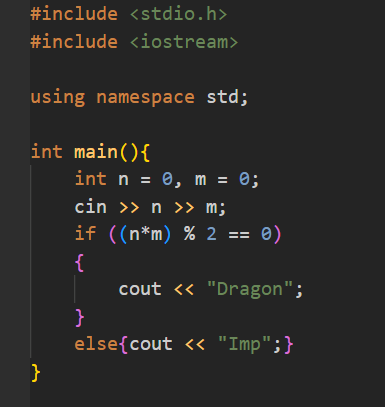 #include <stdio.h>
#include <iostream>

using namespace std;

int main(){
    int n = 0, m = 0;
    cin >> n >> m;
    if ((n*m) % 2 == 0)
    {
        cout << "Dragon";
    }
    else{cout << "Imp";}
}